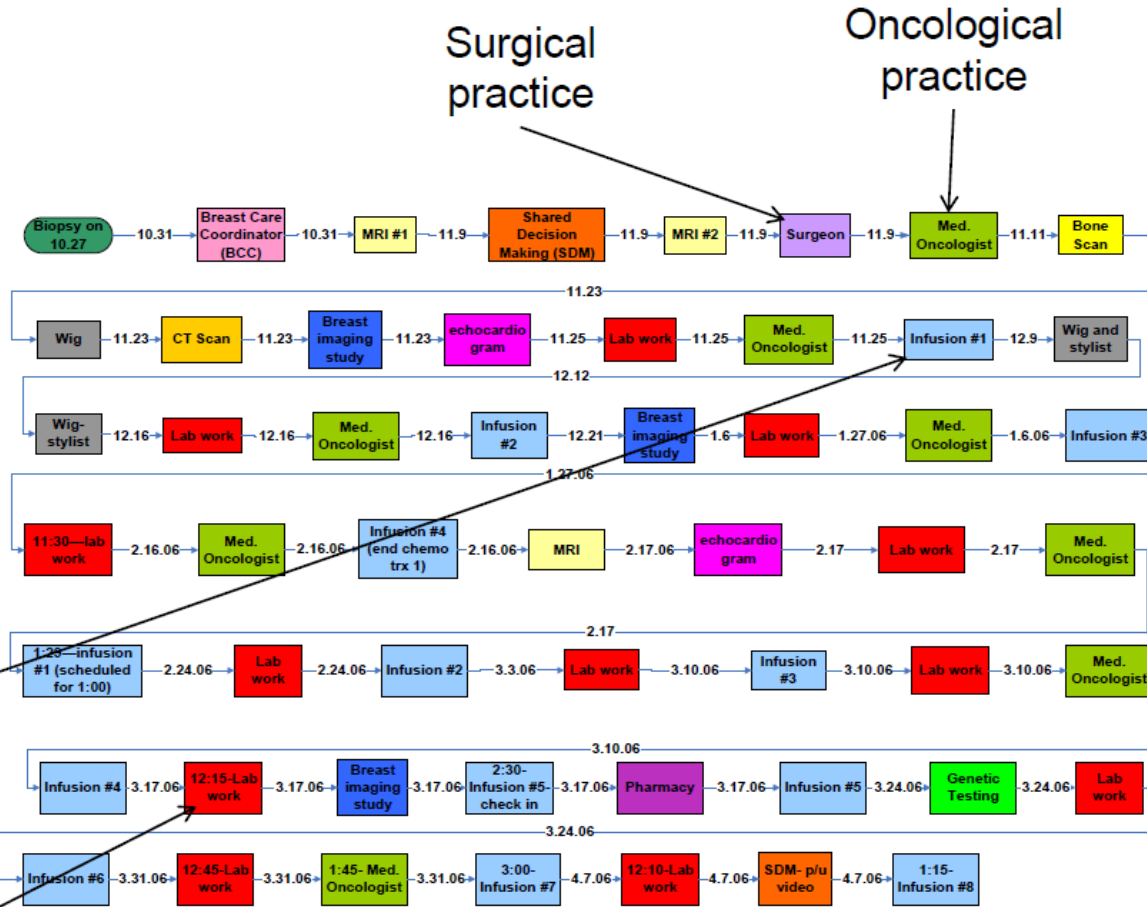 Surgical
practice
Oncological
practice
Biopsy on
10.27
10.31
Breast Care
Coordinator
(BCC)
10.31
MRI #1
11.9
Shared
Decision
Making (SDM)
11.9
MRI #2
11.9
Surgeon
11.9
Med.
Oncologist
11.11
Bone
Scan
11.23
Wig
11.23
CT Scan
11.23
Breast
imaging
study
11.23
echocardio
gram
11.25
Lab work
11.25
Med.
Oncologist
11.25
Infusion #1
12.9
Wig and
stylist
12.12
Wig-
stylist
12.16
Lab work
12.16
Med.
Oncologist
12.16
Infusion
#2
12.21
Breast
imaging
study
1.6
Lab work
1.27.06
Med.
Oncologist
1.6.06
Infusion #3
1.27.06
11:30—lab
work
2.16.06
Med.
Oncologist
2.16.06
Infusion #4
(end chemo
trx 1)
2.16.06
MRI
2.17.06
echocardio
gram
2.17
Lab work
2.17
Med.
Oncologist
2.17
1:20—infusion
#1 (scheduled
for 1:00)
2.24.06
Lab
work
2.24.06
Infusion #2
3.3.06
Lab work
3.10.06
Infusion
#3
3.10.06
Lab work
3.10.06
Med.
Oncologist
3.10.06
Infusion #4
3.17.06
12:15-Lab
work
3.17.06
Breast
imaging
study
3.17.06
2:30-
Infusion #5-
check in
3.17.06
Pharmacy
3.17.06
Infusion #5
3.24.06
Genetic
Testing
3.24.06
Lab
work
3.24.06
Infusion #6
3.31.06
12:45-Lab
work
3.31.06
1:45- Med.
Oncologist
3.31.06
3:00-
Infusion #7
4.7.06
12:10-Lab
work
4.7.06
SDM- p/u
video
4.7.06
1:15-
Infusion #8